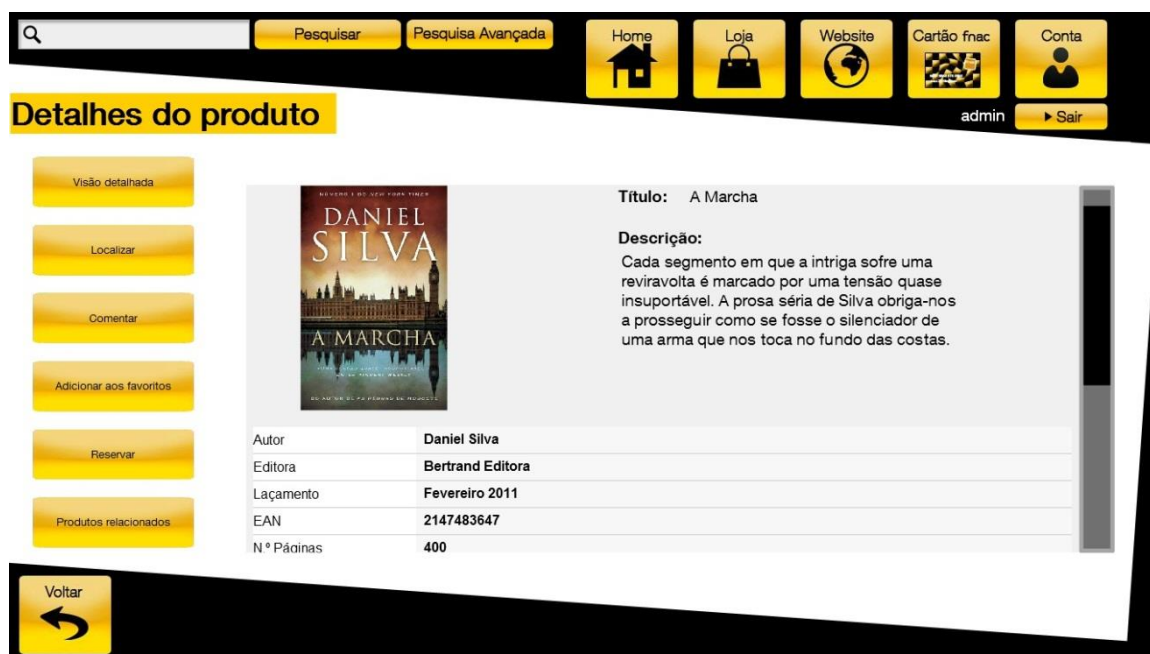 Pesquisar
Pesquisa Avançada
Home
Loja
Website
Cartão fnac
Conta
admin
Sair
Detalhes do produto
Visão detalhada
Localizar
Comentar
Adicionar aos favoritos
Reservar
Produtos relacionados
DANIEL
SILVA
A MARCHA
Título: A Marcha
Descrição:
Cada segmento em que a intriga sofre uma
reviravolta é marcado por uma tensão quase
insuportável. A prosa séria de Silva obriga-nos
a prosseguir como se fosse o silenciador de
uma arma que nos toca no fundo das costas.
Autor Daniel Silva
Editora Bertrand Editora
Laçamento Fevereiro 2011
EAN 2147483647
N.º Páginas 400
Voltar